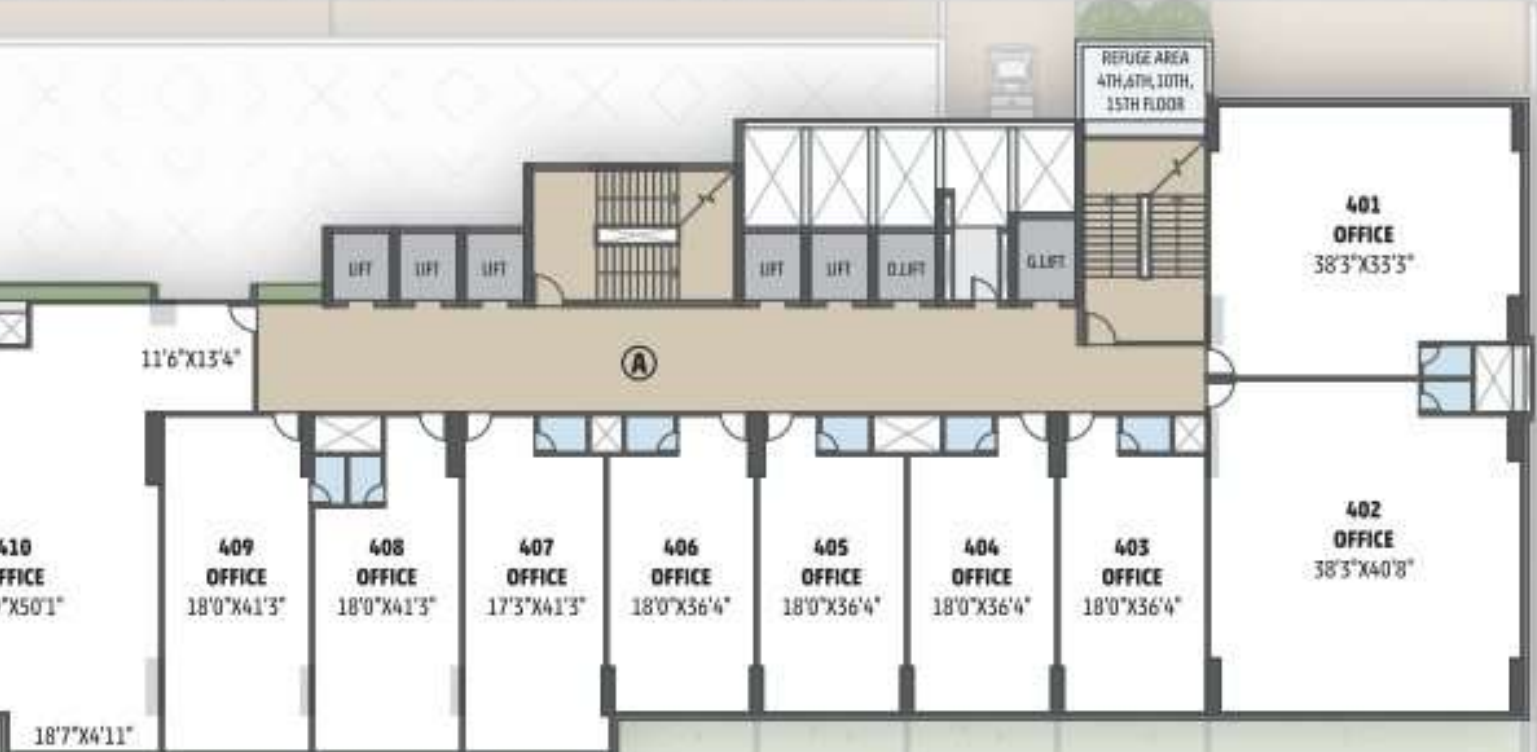 REFUGE AREA
4TH,6TH,10TH,
15TH FLOOR
401
OFFICE
38'3"X33'3"
LIFT
LIFT
LIFT
LIFT
LIFT
D.LIFT
G.LIFT
11'6"X13'4"
A
402
OFFICE
38'3"X40'8"
410
FFICE
"X50'1"
409
OFFICE
18'0"X41'3"
408
OFFICE
18'0"X41'3"
407
OFFICE
17'3"X41'3"
406
OFFICE
18'0"X36'4"
405
OFFICE
18'0"X36'4"
404
OFFICE
18'0"X36'4"
403
OFFICE
18'0"X36'4"
18'7"X4'11"